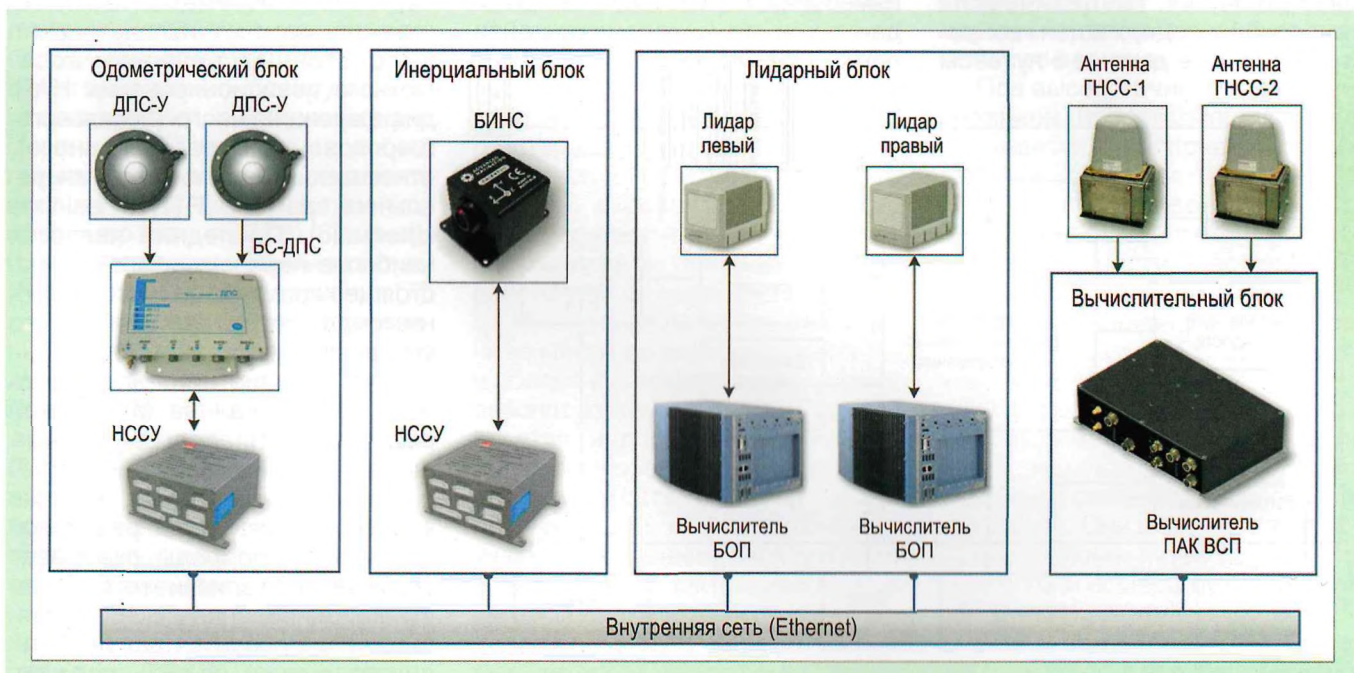 Одометрический блок
ДПС-У
ДПС-У
БС-ДПС
НССУ
Инерциальный блок
БИНС
НССУ
Лидарный блок
Лидар
левый
Лидар
правый
Вычислитель
БОП
Вычислитель
БОП
Антенна
ГНСС-1
Антенна
ГНСС-2
Вычислительный блок
Вычислитель
ПАК ВСП
Внутренняя сеть (Ethernet)